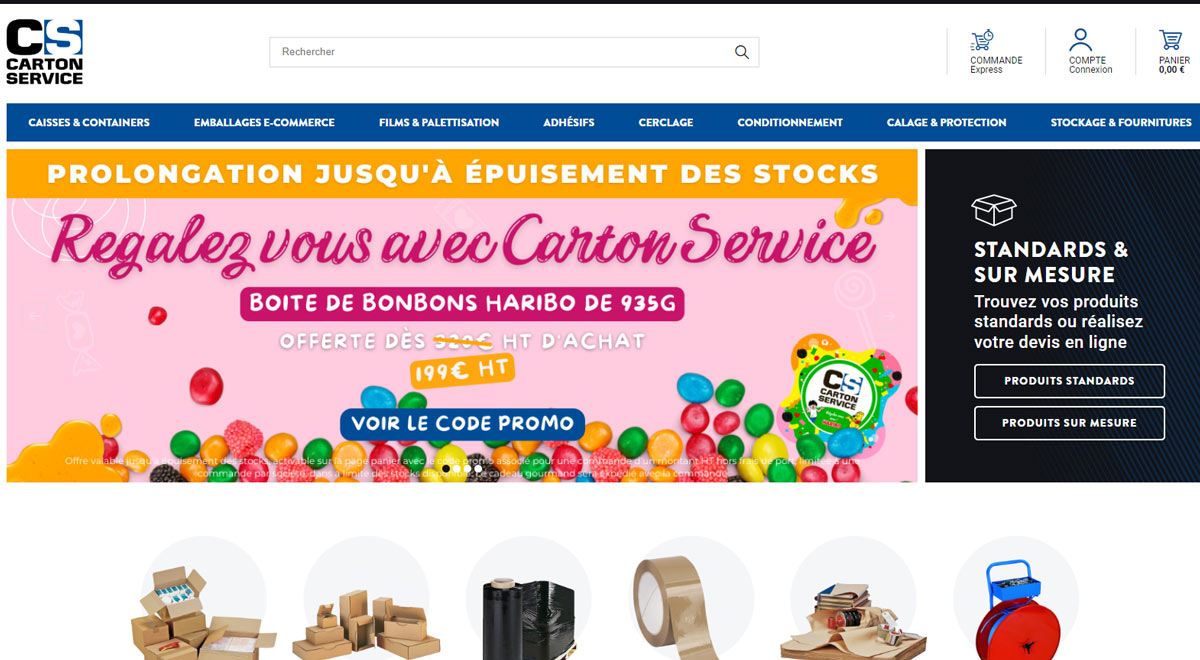 CS
CARTON
SERVICE
Rechercher
COMMANDE
Express
COMPTE
Connexion
PANIER
0,00 €
CAISSES & CONTAINERS
EMBALLAGES E-COMMERCE
FILMS & PALETTISATION
ADHÉSIFS
CERCLAGE
CONDITIONNEMENT
CALAGE & PROTECTION
STOCKAGE & FOURNITURES
PROLONGATION JUSQU'À ÉPUISEMENT DES STOCKS
Regalez vous avec Carton Service
BOITE DE BONBONS HARIBO DE 935G
OFFERTE DÈS 320€ HT D'ACHAT
199€ HT
VOIR LE CODE PROMO
Offre valable jusqu'à épuisement des stocks, activable sur la page panier avec le code promo associé pour une commande d'un montant HT hors frais de port, limitée à une
commande par société, dans la limite des stocks disponibles. Le cadeau gourmand sera expédié avec la commande.
CS
CARTON
SERVICE
STANDARDS &
SUR MESURE
Trouvez vos produits
standards ou réalisez
votre devis en ligne
PRODUITS STANDARDS
PRODUITS SUR MESURE